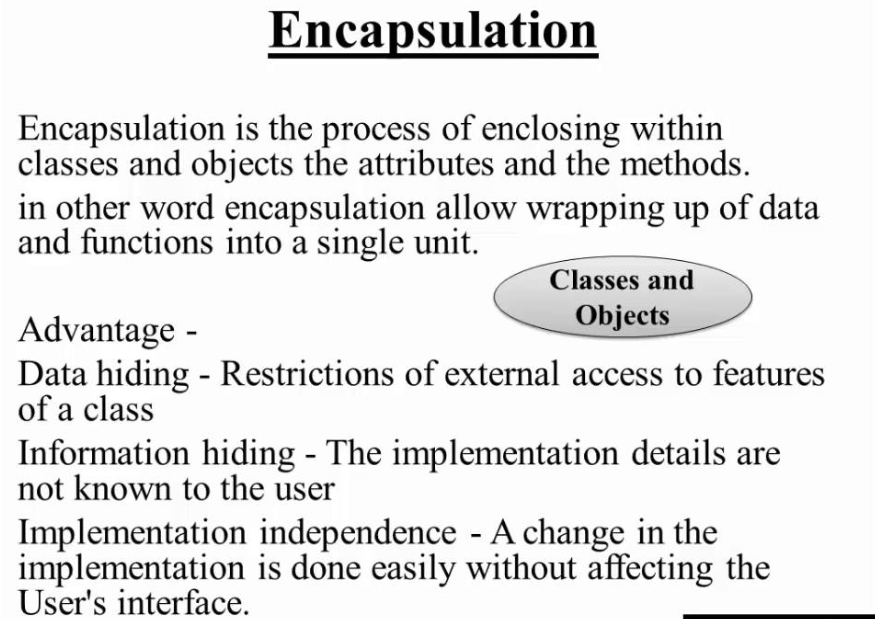 Encapsulation
Encapsulation is the process of enclosing within
classes and objects the attributes and the methods.
in other word encapsulation allow wrapping up of data
and functions into a single unit.
Classes and
Objects
Advantage -
Data hiding - Restrictions of external access to features
of a class
Information hiding - The implementation details are
not known to the user
Implementation independence - A change in the
implementation is done easily without affecting the
User's interface.